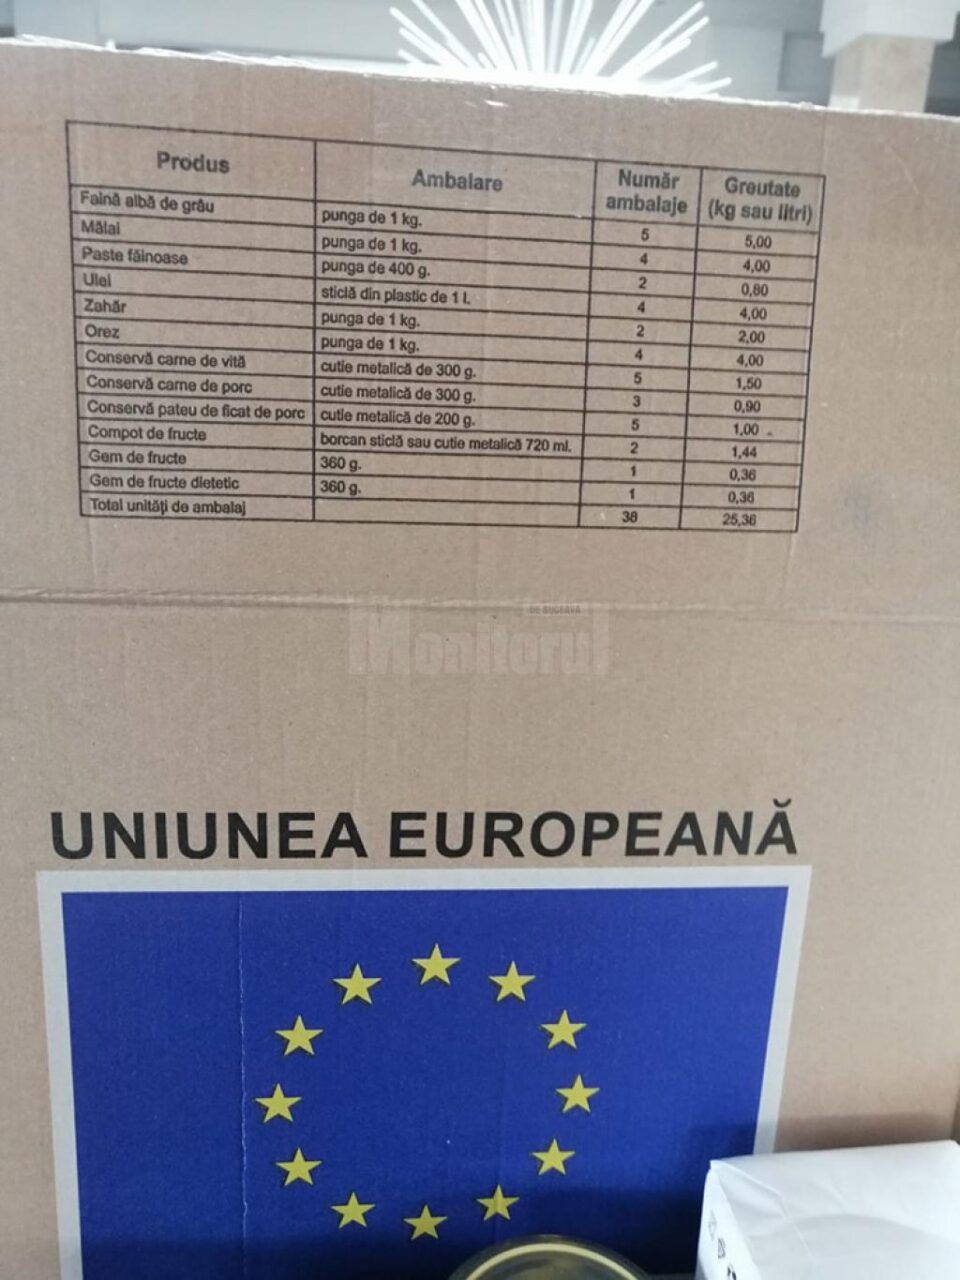 Produs Ambalare Număr ambalaje Greutate (kg sau litri)
Faină albă de grâu punga de 1 kg. 5 5,00
Mălai punga de 1 kg. 4 4,00
Paste făinoase punga de 400 g. 2 0,80
Ulei sticlă din plastic de 1 l. 4 4,00
Zahăr punga de 1 kg. 2 2,00
Orez punga de 1 kg. 4 4,00
Conservă carne de vită cutie metalică de 300 g. 5 1,50
Conservă carne de porc cutie metalică de 300 g. 3 0,90
Conservă pateu de ficat de porc cutie metalică de 200 g. 5 1,00
Compot de fructe borcan sticlă sau cutie metalică 720 ml. 2 1,44
Gem de fructe 360 g. 1 0,36
Gem de fructe dietetic 360 g. 1 0,36
Total unități de ambalaj 38 25,36
DE SUCEAVA
Monitorul
UNIUNEA EUROPEANĂ